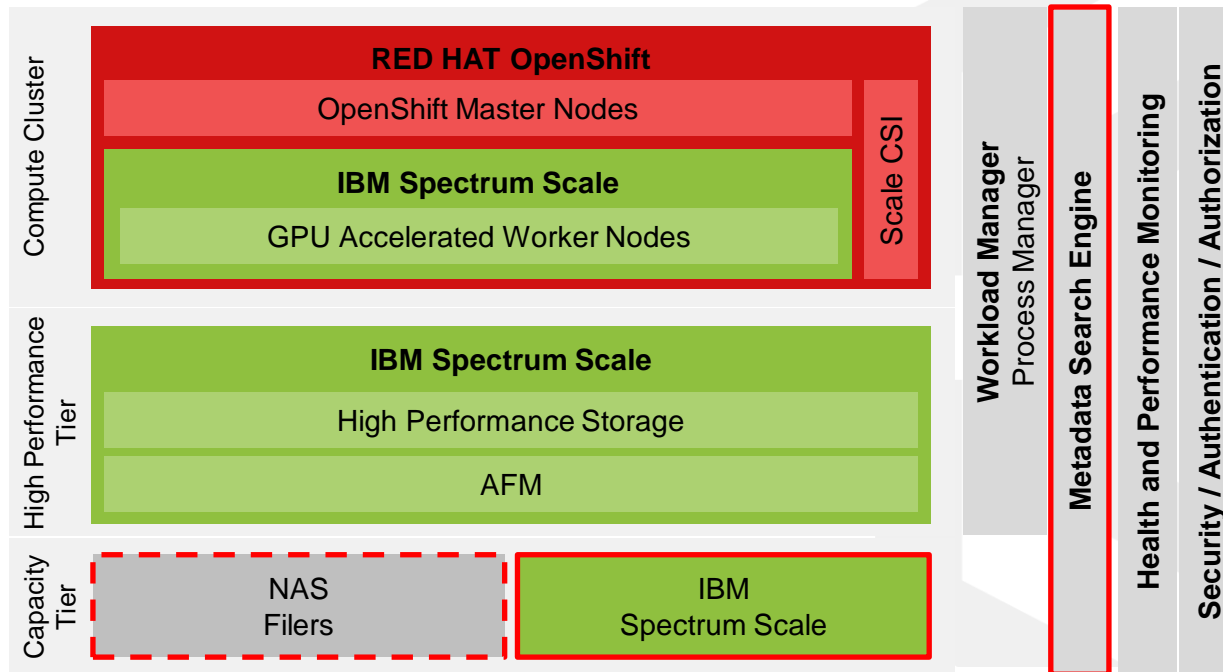 Compute Cluster
RED HAT OpenShift
OpenShift Master Nodes
IBM Spectrum Scale
GPU Accelerated Worker Nodes
Scale CSI
High Performance
Tier
IBM Spectrum Scale
High Performance Storage
AFM
Capacity
Tier
NAS
Filers
IBM
Spectrum Scale
Workload Manager
Process Manager
Metadata Search Engine
Health and Performance Monitoring
Security / Authentication / Authorization